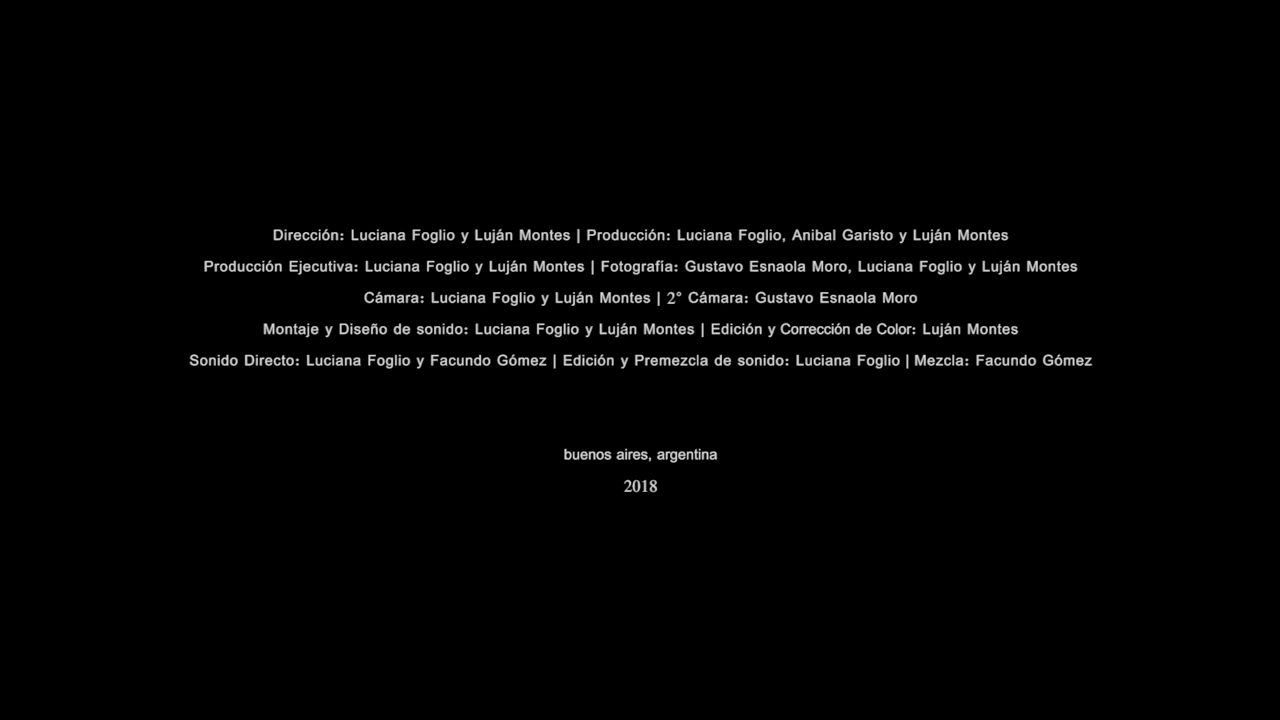 Dirección: Luciana Foglio y Luján Montes | Producción: Luciana Foglio, Anibal Garisto y Luján Montes
Producción Ejecutiva: Luciana Foglio y Luján Montes | Fotografía: Gustavo Esnaola Moro, Luciana Foglio y Luján Montes
Cámara: Luciana Foglio y Luján Montes | 2° Cámara: Gustavo Esnaola Moro
Montaje y Diseño de sonido: Luciana Foglio y Luján Montes | Edición y Corrección de Color: Luján Montes
Sonido Directo: Luciana Foglio y Facundo Gómez | Edición y Premezcla de sonido: Luciana Foglio | Mezcla: Facundo Gómez
buenos aires, argentina
2018